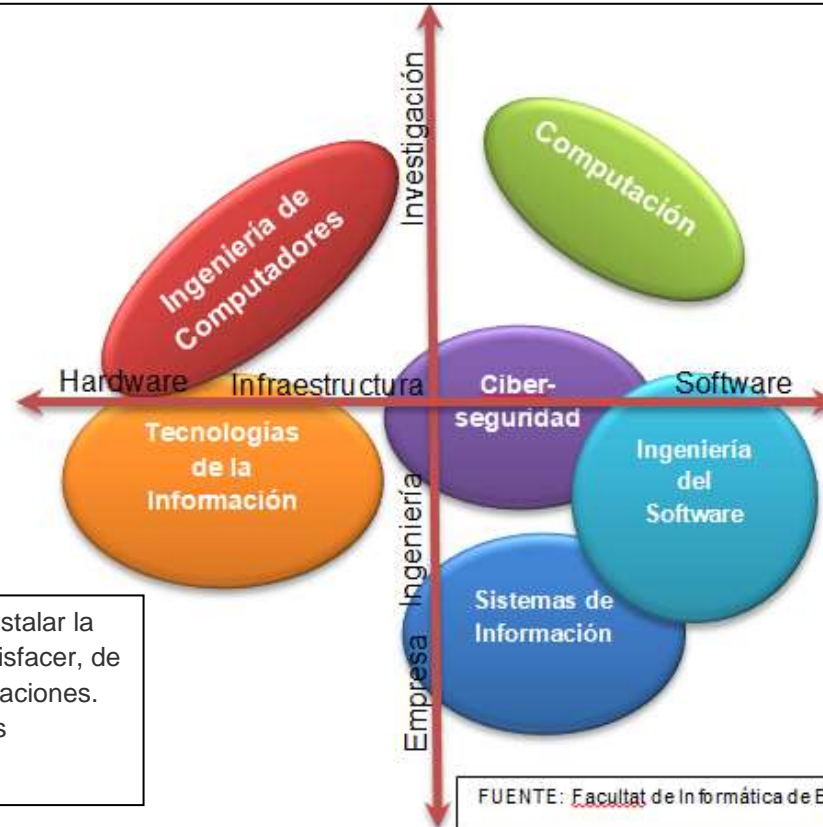 Investigación
Computación
Ingeniería de
Computadores
Hardware
Infraestructura
Software
Ciber-
seguridad
Tecnologías
de la
Información
Ingeniería
del
Software
Ingeniería
Empresa
Sistemas de
Información
stalar la
isfacer, de
aciones.
s
FUENTE: Facultat de Informática de B